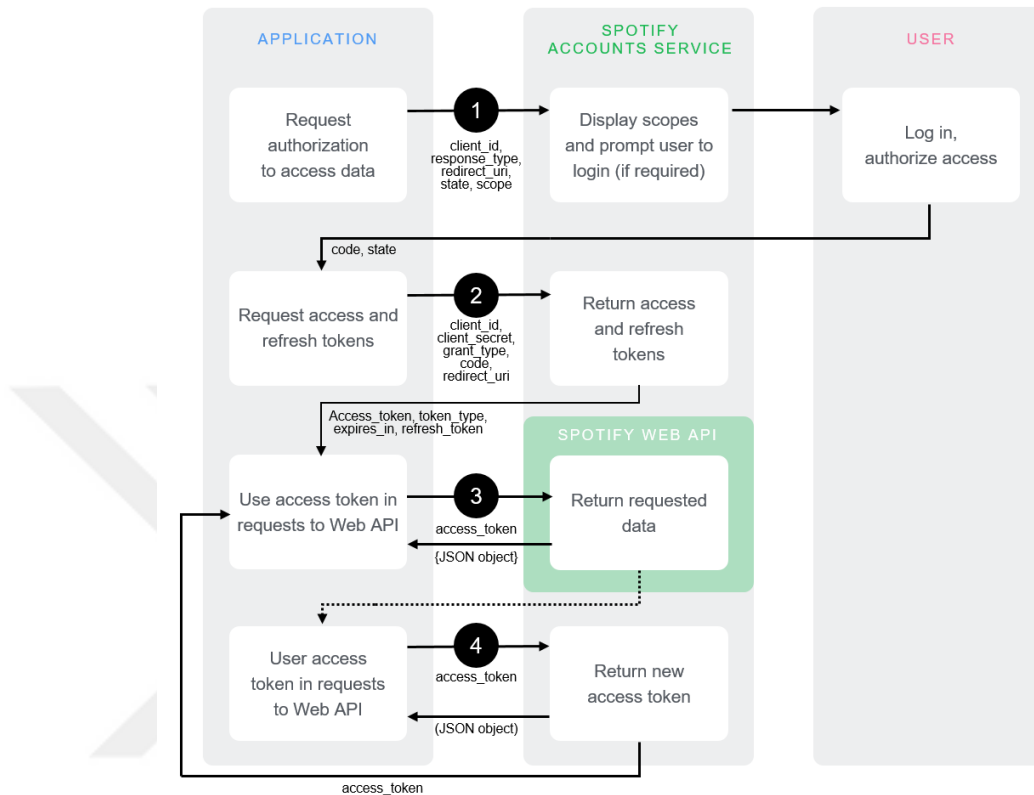 APPLICATION
SPOTIFY
ACCOUNTS SERVICE
USER
Request
authorization
to access data
1
client_id,
response_type,
redirect_uri,
state, scope
Display scopes
and prompt user to
login (if required)
Log in,
authorize access
code, state
Request access and
refresh tokens
2
client_id,
client_secret,
grant_type,
code,
redirect_uri
Return access
and refresh
tokens
Access_token, token_type,
expires_in, refresh_token
SPOTIFY WEB API
Use access token in
requests to Web API
3
access_token
{JSON object}
Return requested
data
User access
token in requests
to Web API
4
access_token
(JSON object)
Return new
access token
access_token